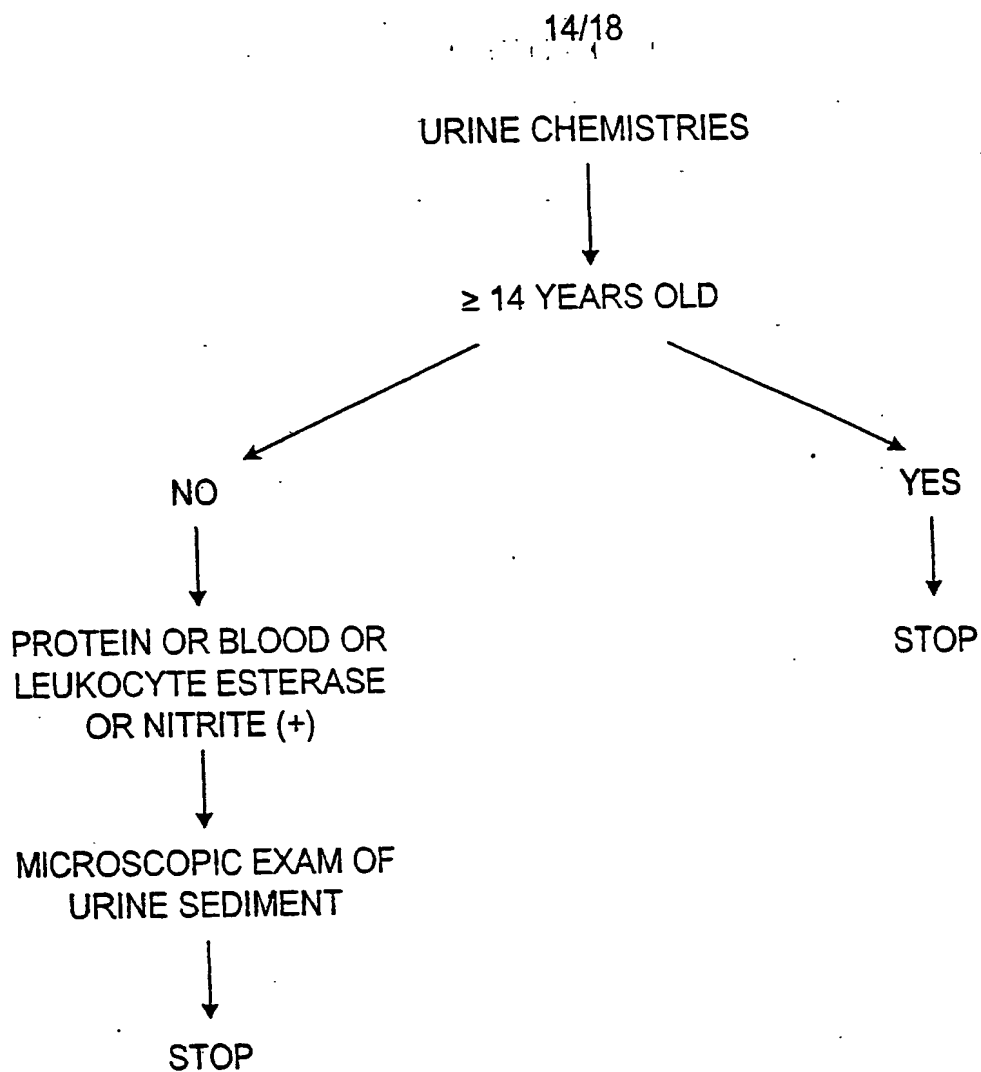 14/18
URINE CHEMISTRIES
≥ 14 YEARS OLD
NO
YES
PROTEIN OR BLOOD OR
LEUKOCYTE ESTERASE
OR NITRITE (+)
STOP
MICROSCOPIC EXAM OF
URINE SEDIMENT
STOP